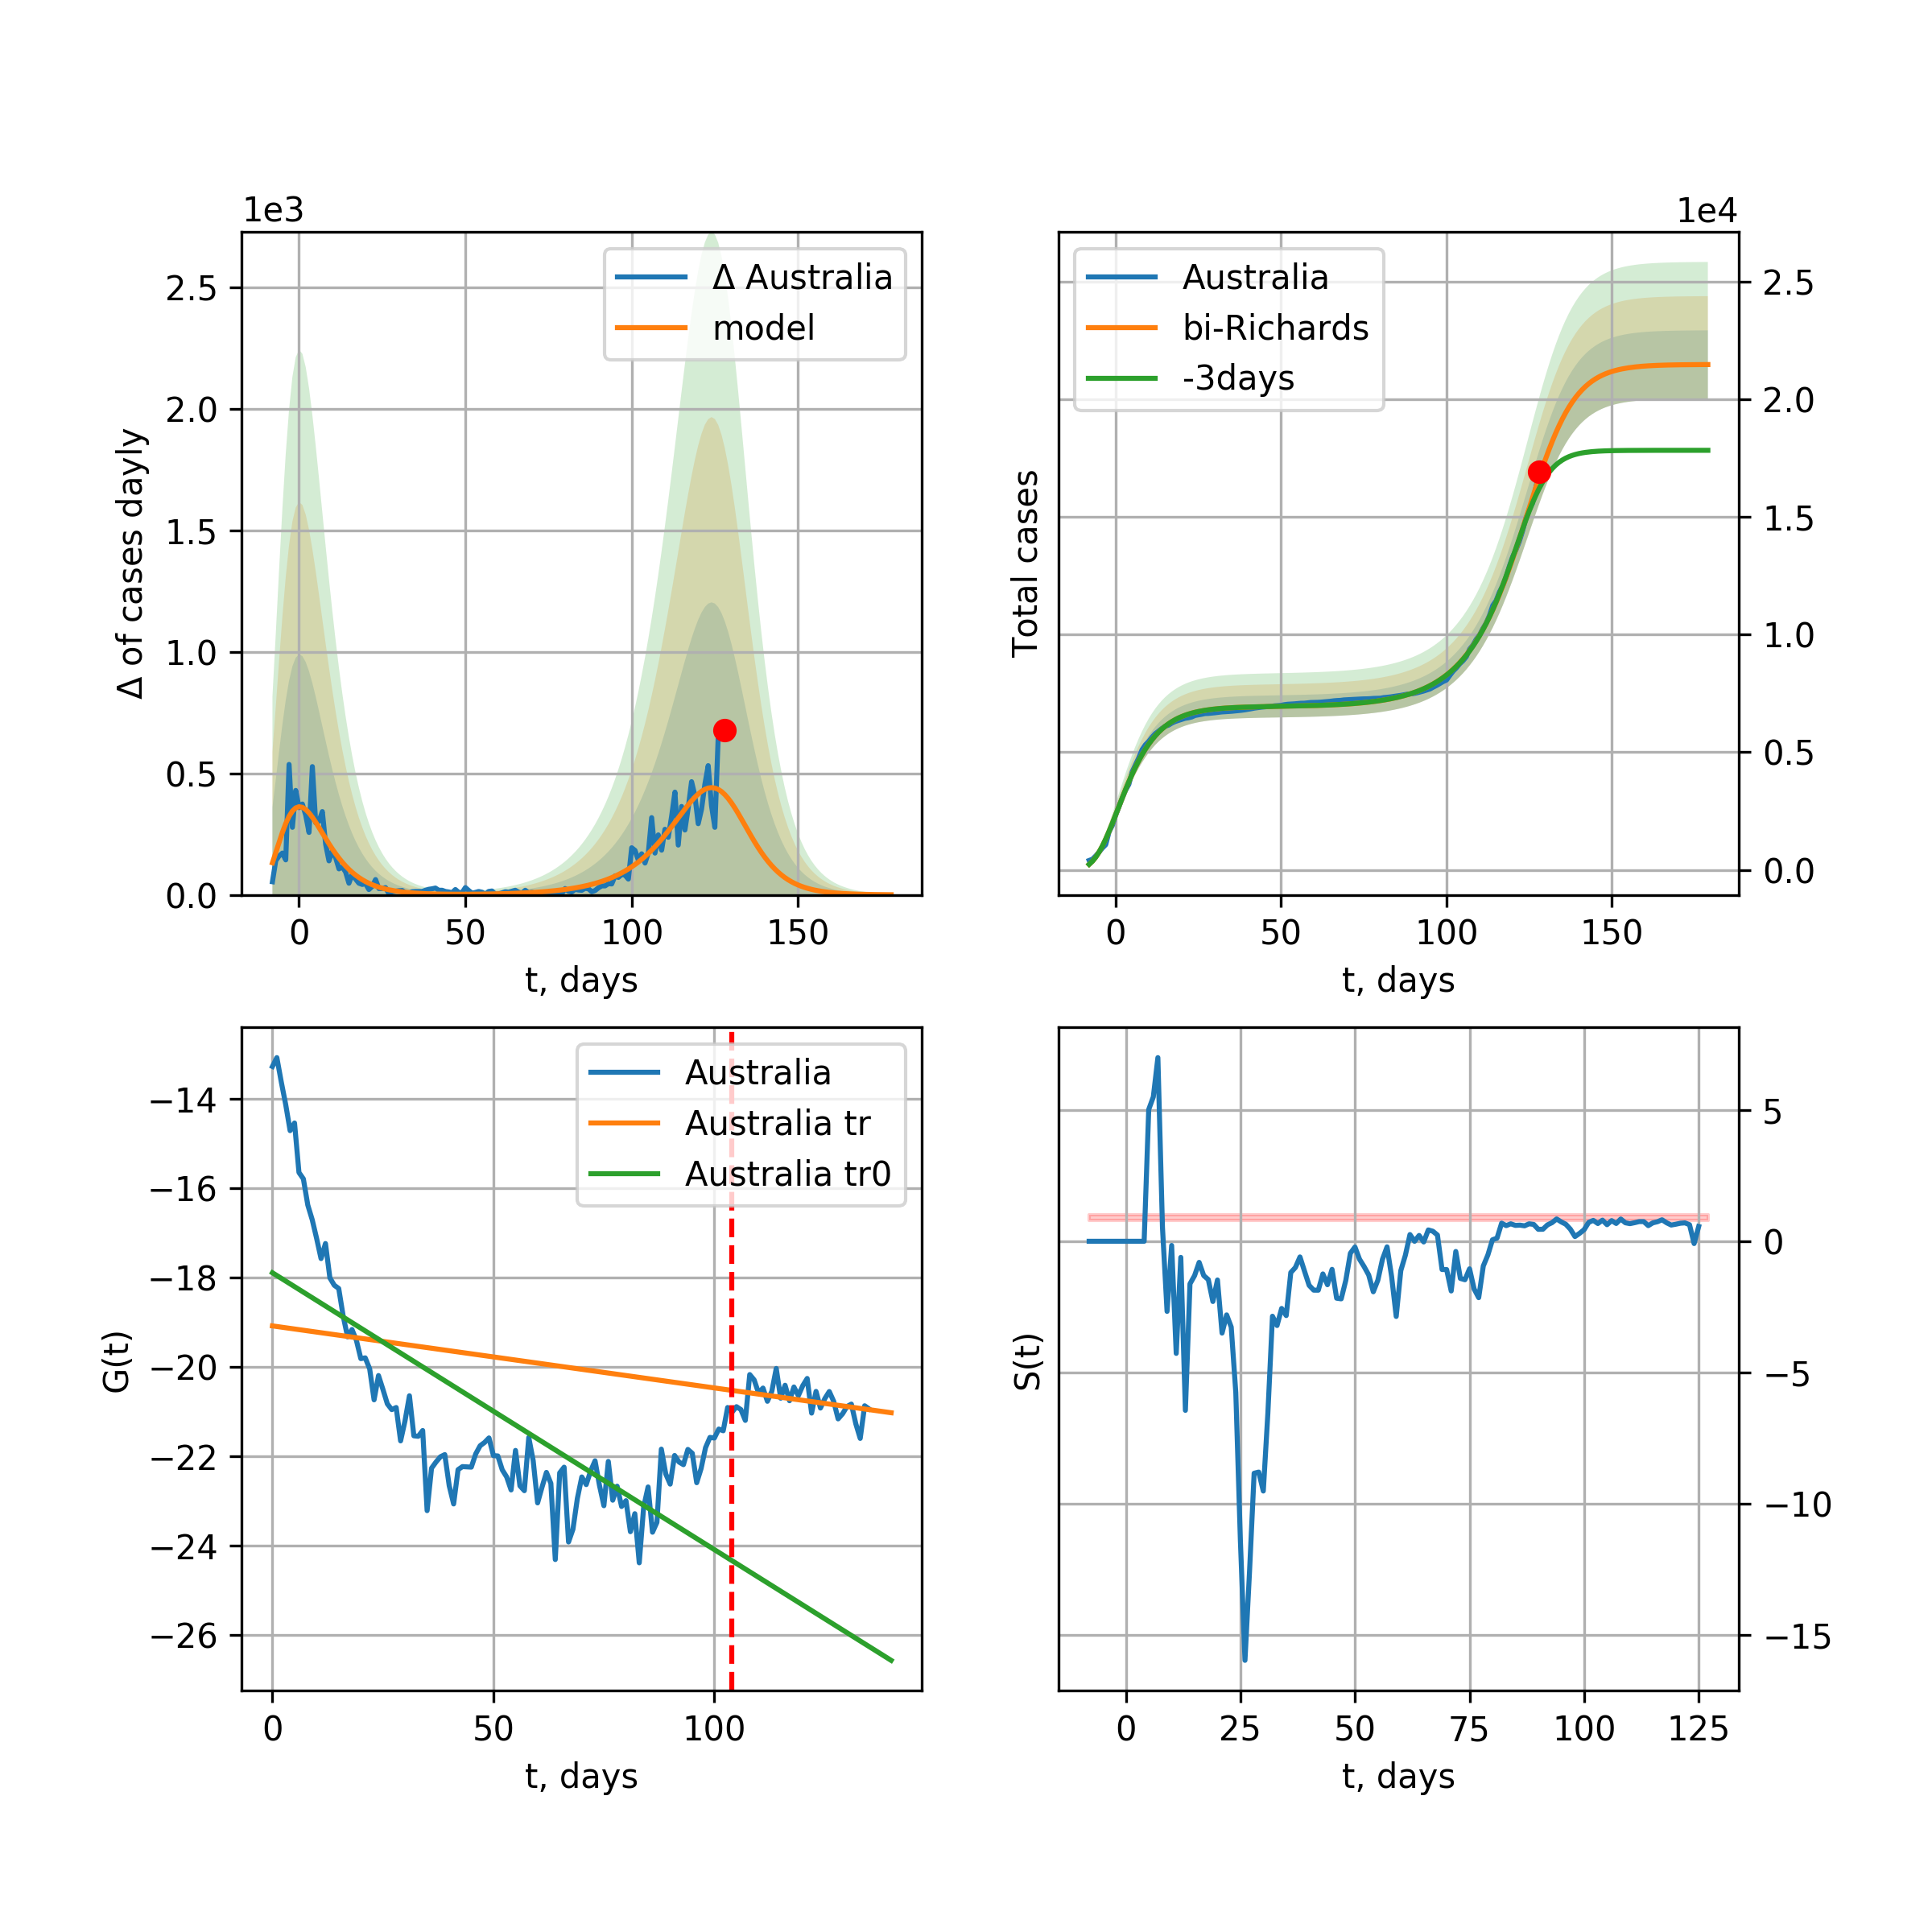 1e3
Δ of cases dayly
2.5
2.0
1.5
1.0
0.5
0.0
Δ Australia
model
0 50 100 150
t, days
1e4
Total cases
Australia
bi-Richards
-3days
2.5
2.0
1.5
1.0
0.5
0.0
0 50 100 150
t, days
G(t)
−14
−16
−18
−20
−22
−24
−26
Australia
Australia tr
Australia tr0
0 50 100
t, days
S(t)
5
0
−5
−10
−15
0 25 50 75 100 125
t, days